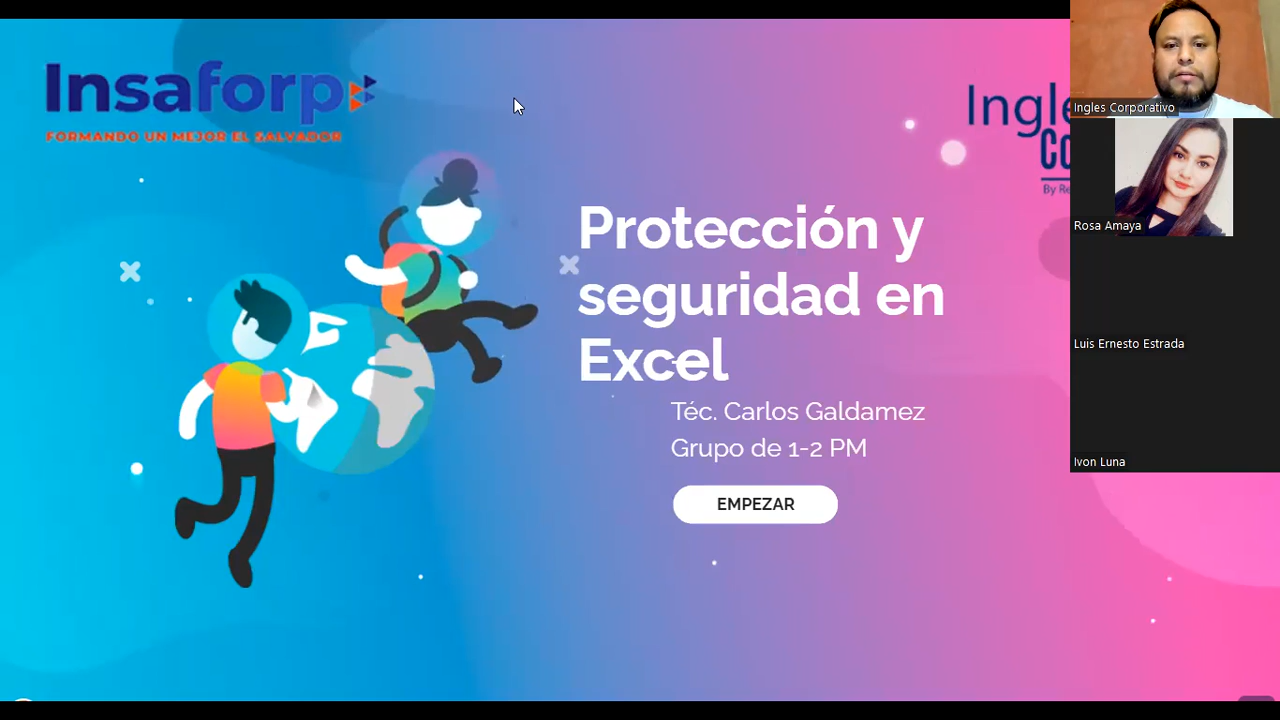 Insaforp
FORMANDO UN MEJOR EL SALVADOR
Protección y
seguridad en
Excel
Téc. Carlos Galdamez
Grupo de 1-2 PM
EMPEZAR
By
Ingles Corporativo
Rosa Amaya
Luis Ernesto Estrada
Ivon Luna